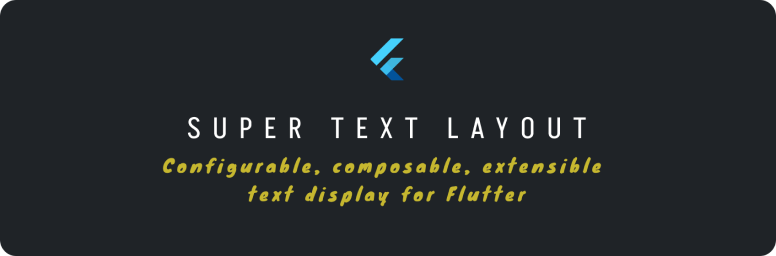 SUPER TEXT LAYOUT
Configurable, composable, extensible
text display for Flutter